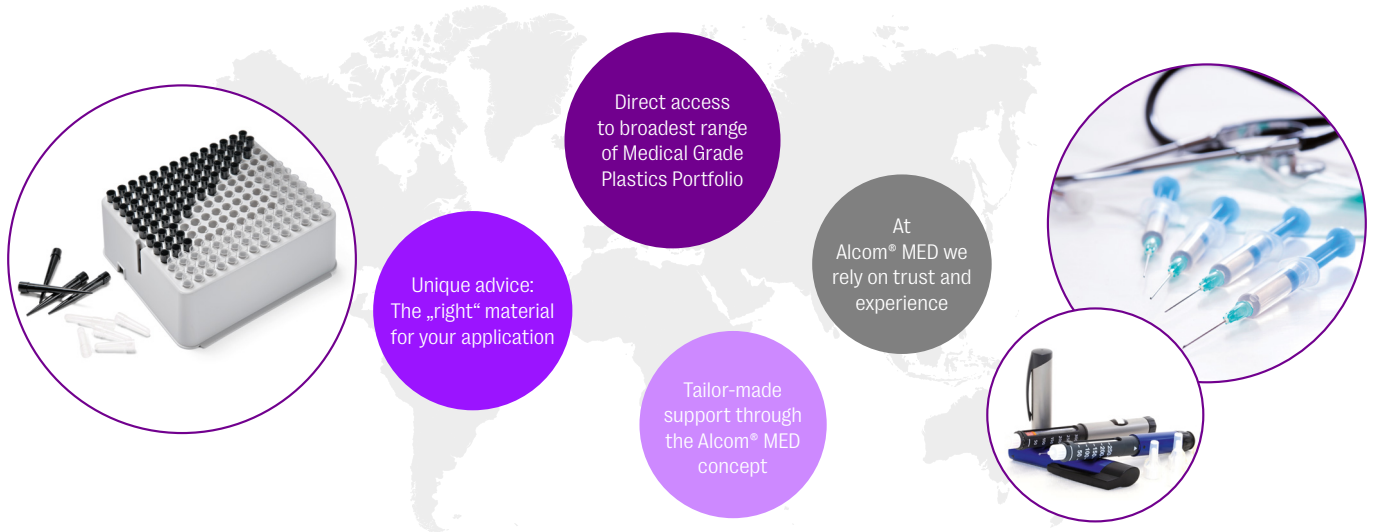 Direct access
to broadest range
of Medical Grade
Plastics Portfolio
Unique advice:
The „right“ material
for your application
At
Alcom® MED we
rely on trust and
experience
Tailor-made
support through
the Alcom® MED
concept